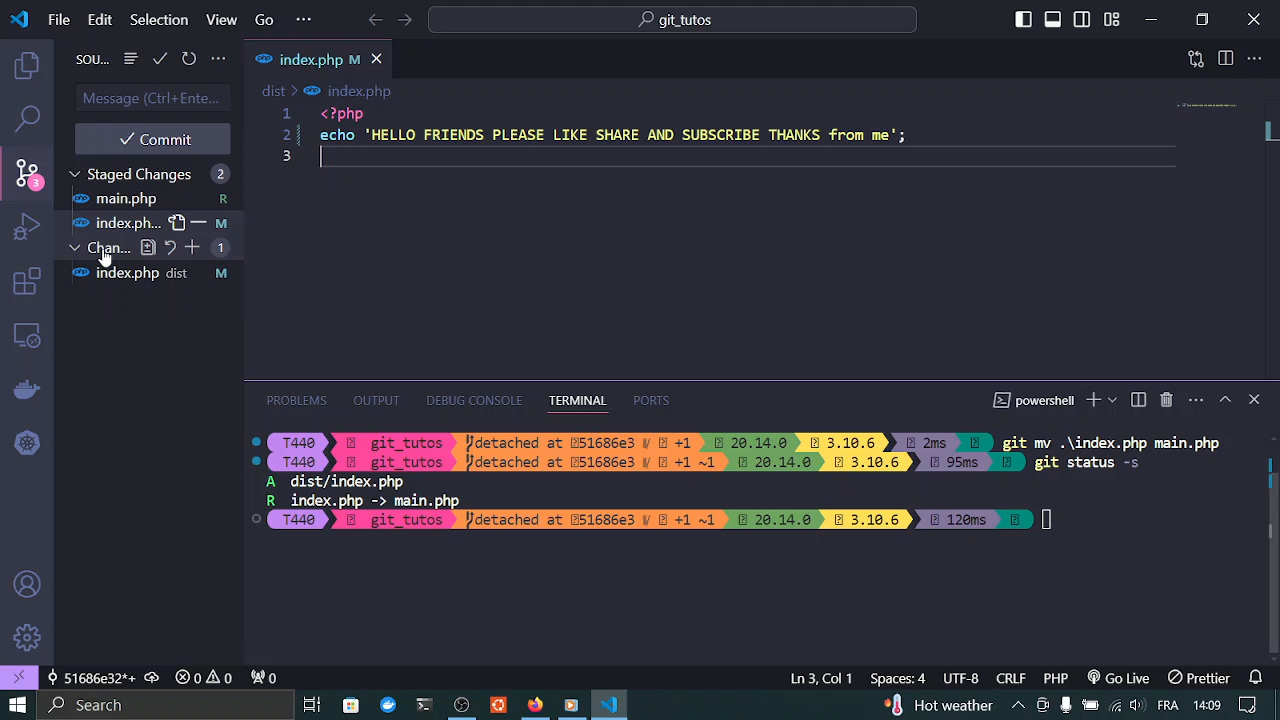 File Edit Selection View Go ··· git_tutos
SOU...
Message (Ctrl+Ente...
Commit
Staged Changes 2
main.php R
index.ph... M
Chan... 1
index.php dist M
3
index.php M
dist > index.php
1 <?php
2 echo 'HELLO FRIENDS PLEASE LIKE SHARE AND SUBSCRIBE THANKS from me';
3
PROBLEMS OUTPUT DEBUG CONSOLE TERMINAL PORTS powershell
T440 git_tutos detached at 51686e3 +1 20.14.0 3.10.6 2ms git mv .\index.php main.php
T440 git_tutos detached at 51686e3 +1 ~1 20.14.0 3.10.6 95ms git status -s
A dist/index.php
R index.php -> main.php
T440 git_tutos detached at 51686e3 +1 ~1 20.14.0 3.10.6 120ms
51686e32*+ 0 0 0 Ln 3, Col 1 Spaces: 4 UTF-8 CRLF PHP Go Live Prettier
Search Hot weather FRA 14:09